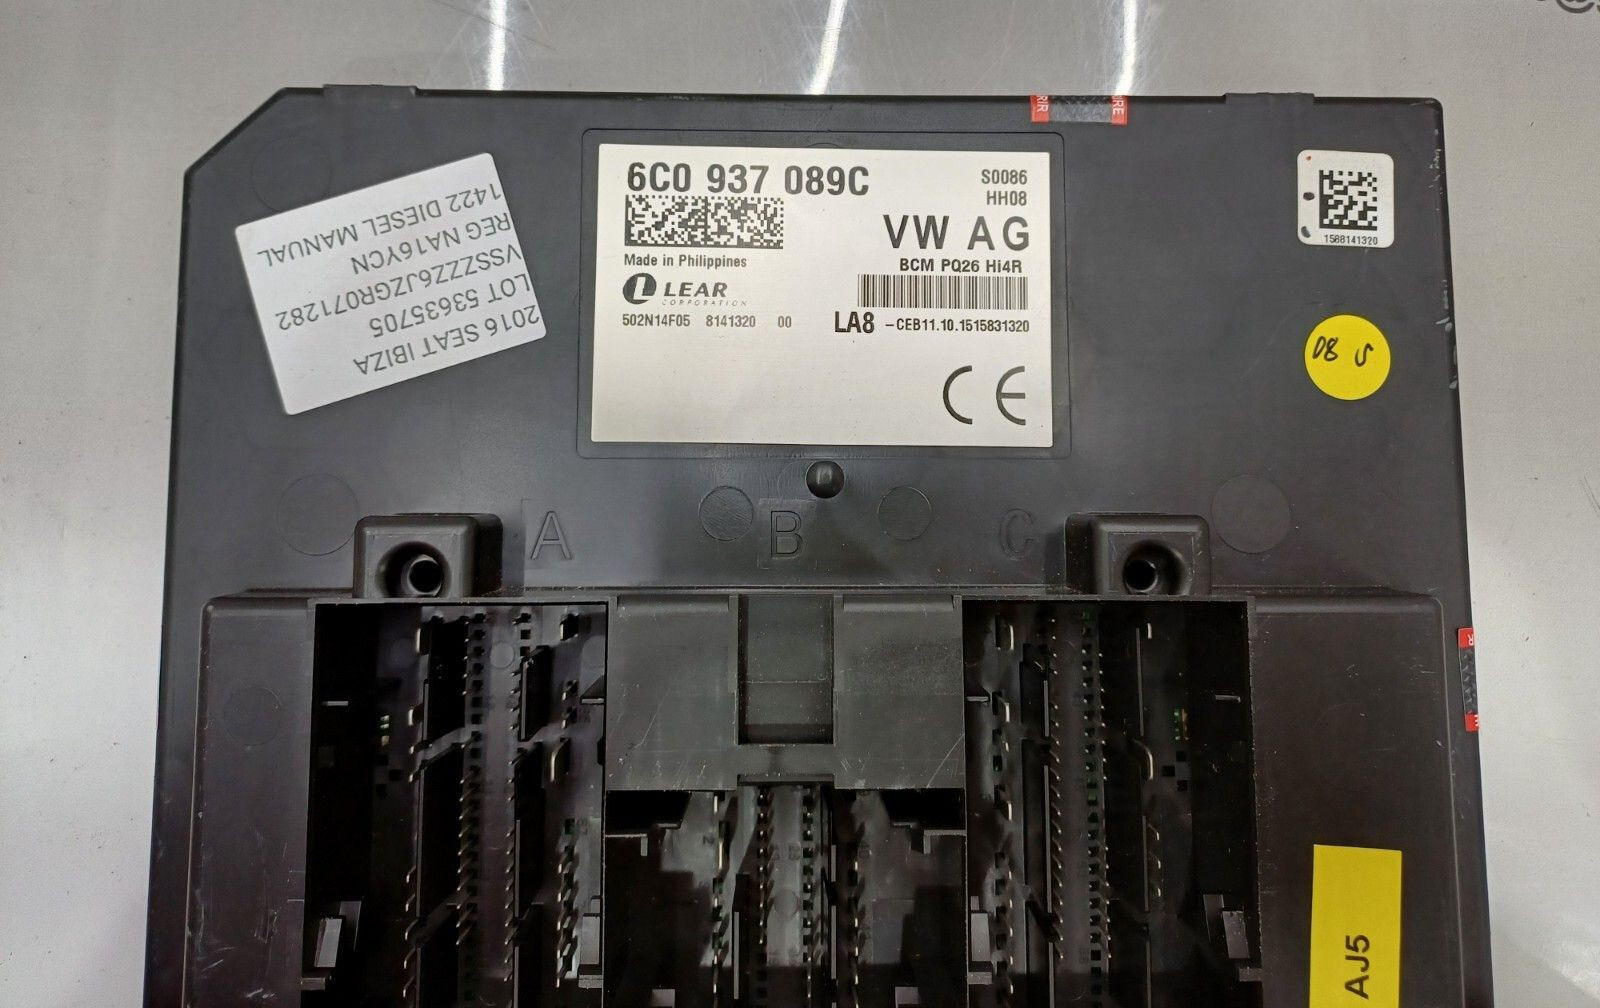 6C0 937 089C
S0086
HH08
VW AG
Made in Philippines
BCM PQ26 Hi4R
LEAR
CORPORATION
502N14F05 8141320 00
LA8 -CEB11.10.1515831320
CE
2016 SEAT IBIZA
LOT 53635705
VSSZZZ6JZGR071282
REG NA16YCN
1422 DIESEL MANUAL
1588141320
08
A
B
C
AJ5